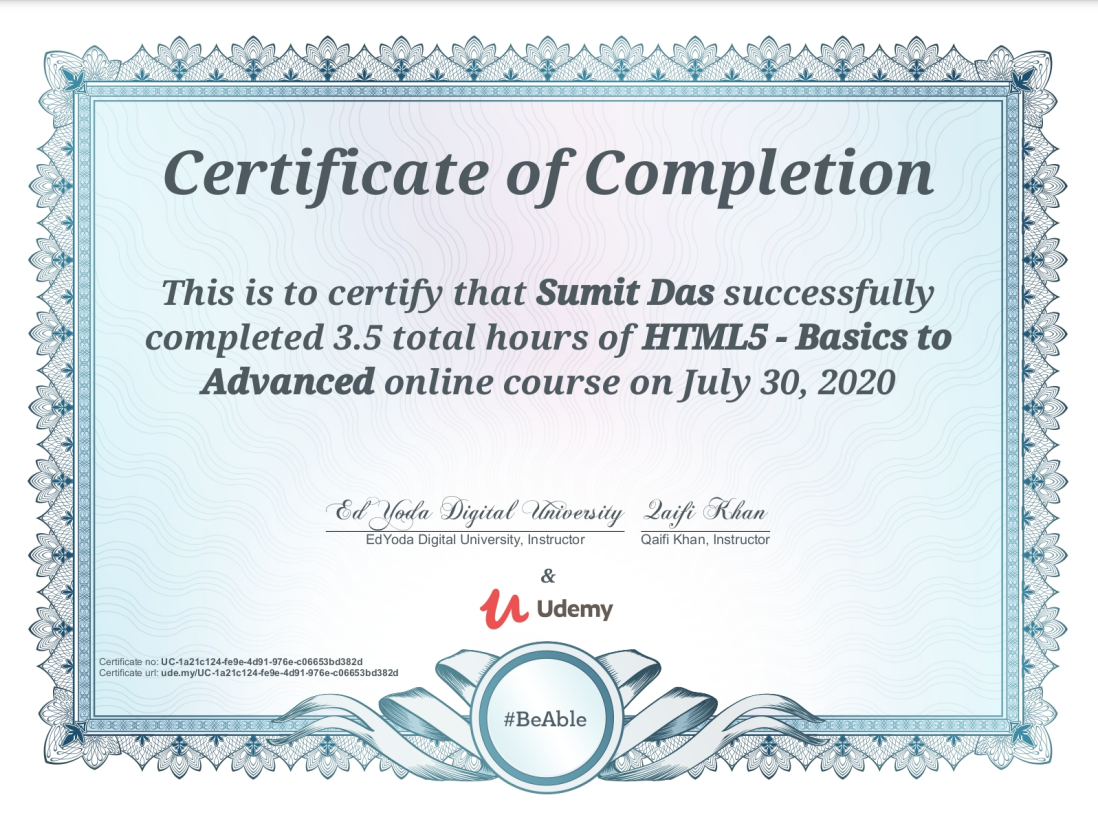 Certificate of Completion
This is to certify that Sumit Das successfully
completed 3.5 total hours of HTML5 - Basics to
Advanced online course on July 30, 2020
Ed Yoda Digital University Qaifi Khan
EdYoda Digital University, Instructor Qaifi Khan, Instructor
&
Udemy
Certificate no: UC-1a21c124-fe9e-4d91-976e-c06653bd382d
Certificate url: ude.my/UC-1a21c124-fe9e-4d91-976e-c06653bd382d
#BeAble